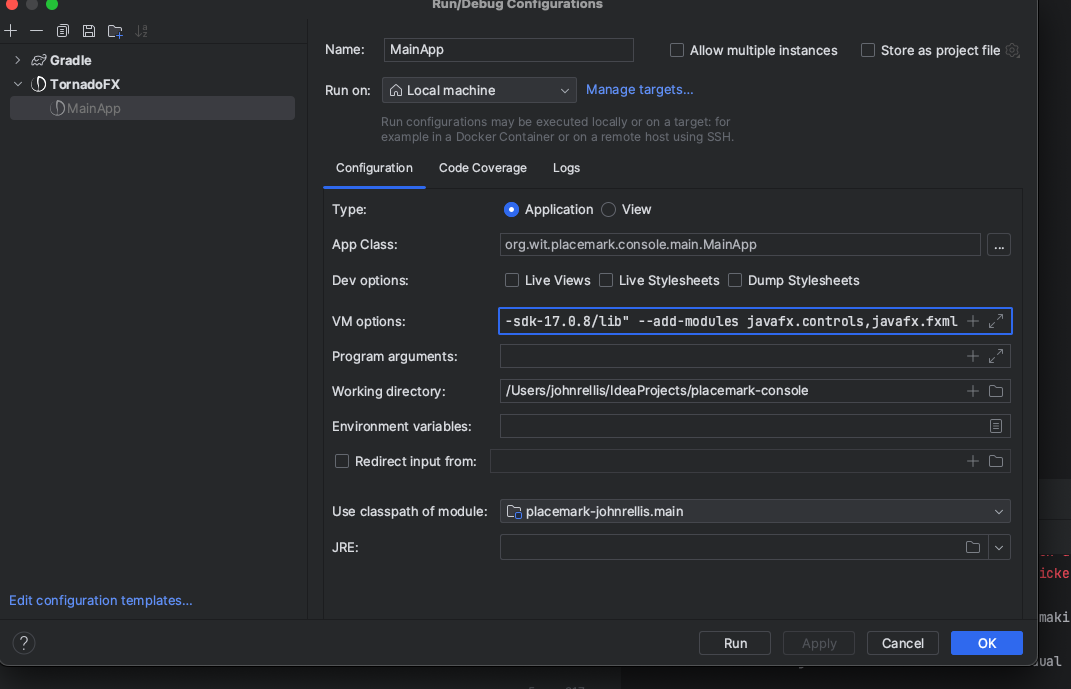 Run/Debug Configurations
Gradle
TornadoFX
MainApp
Name: MainApp Allow multiple instances Store as project file
Run on: Local machine Manage targets...
Run configurations may be executed locally or on a target: for
example in a Docker Container or on a remote host using SSH.
Configuration Code Coverage Logs
Type: Application View
App Class: org.wit.placemark.console.main.MainApp ...
Dev options: Live Views Live Stylesheets Dump Stylesheets
VM options: -sdk-17.0.8/lib" --add-modules javafx.controls,javafx.fxml
Program arguments:
Working directory: /Users/johnrellis/IdeaProjects/placemark-console
Environment variables:
Redirect input from:
Use classpath of module: placemark-johnrellis.main
JRE:
icke
Edit configuration templates...
maki
? Run Apply Cancel OK